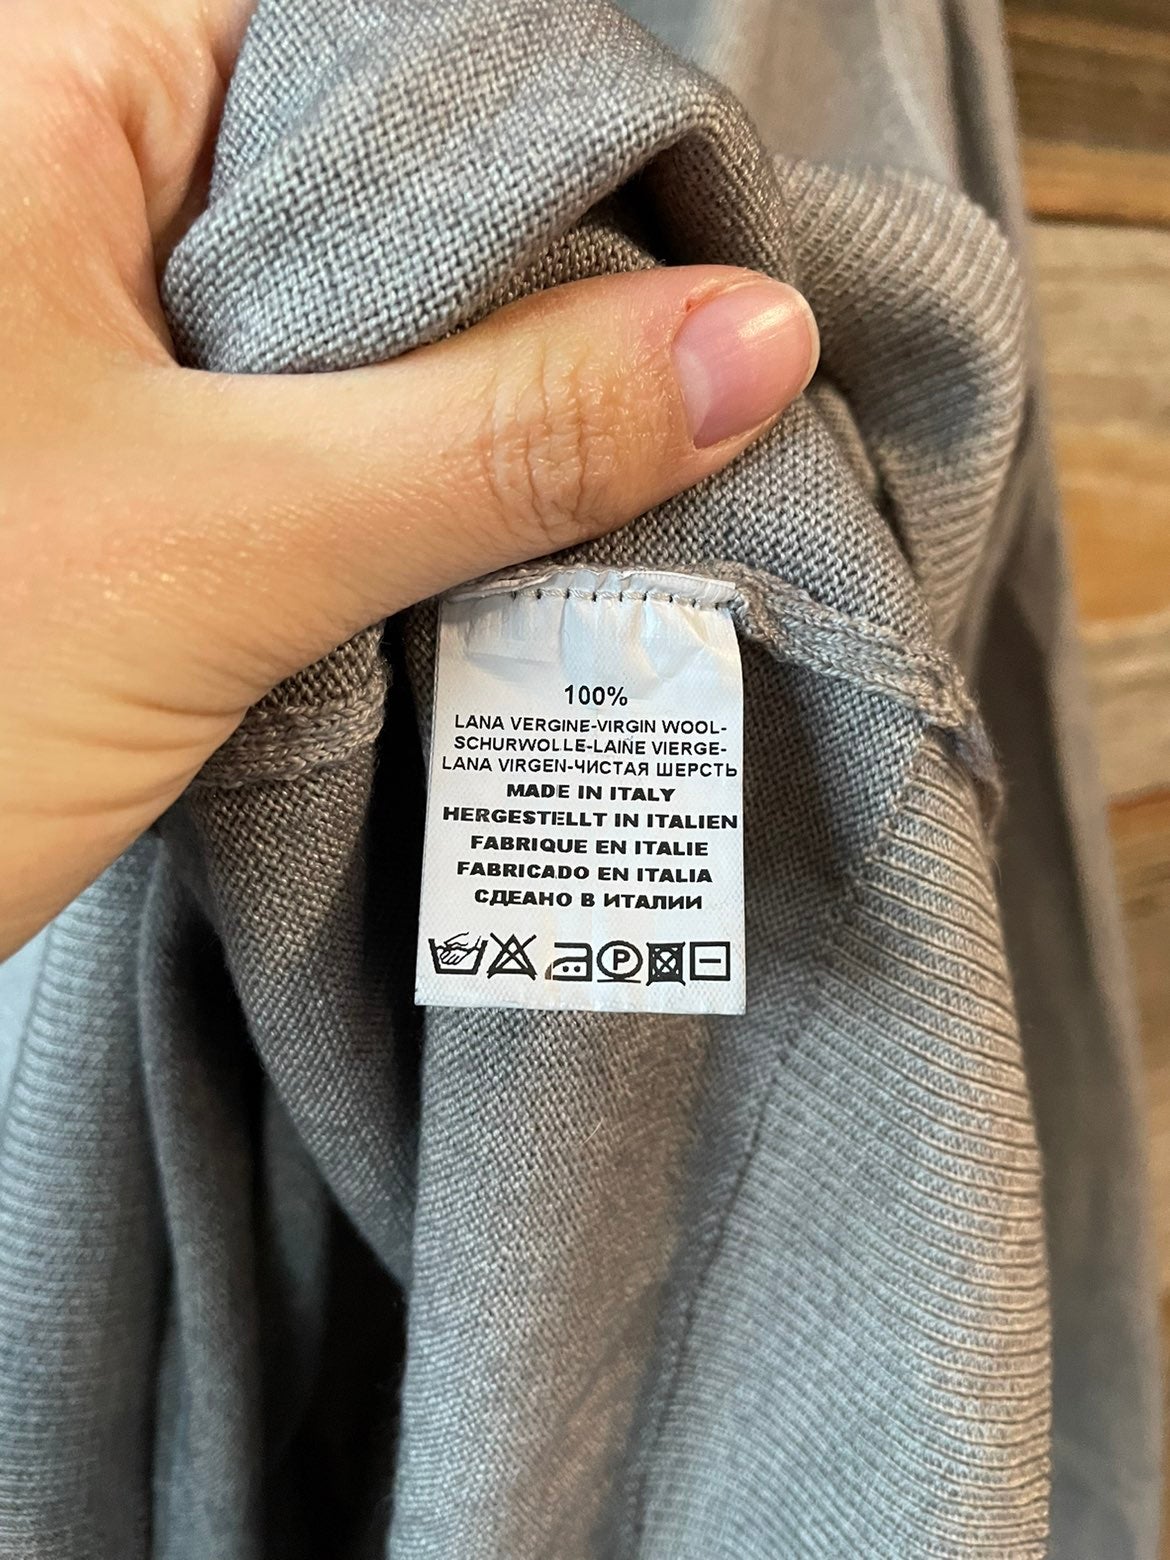 100%
LANA VERGINE-VIRGIN WOOL-
SCHURWOLLE-LAINE VIERGE-
LANA VIRGEN-ЧИСТАЯ ШЕРСТЬ
MADE IN ITALY
HERGESTELLT IN ITALIEN
FABRIQUE EN ITALIE
FABRICADO EN ITALIA
СДЕАНО В ИТАЛИИ
P